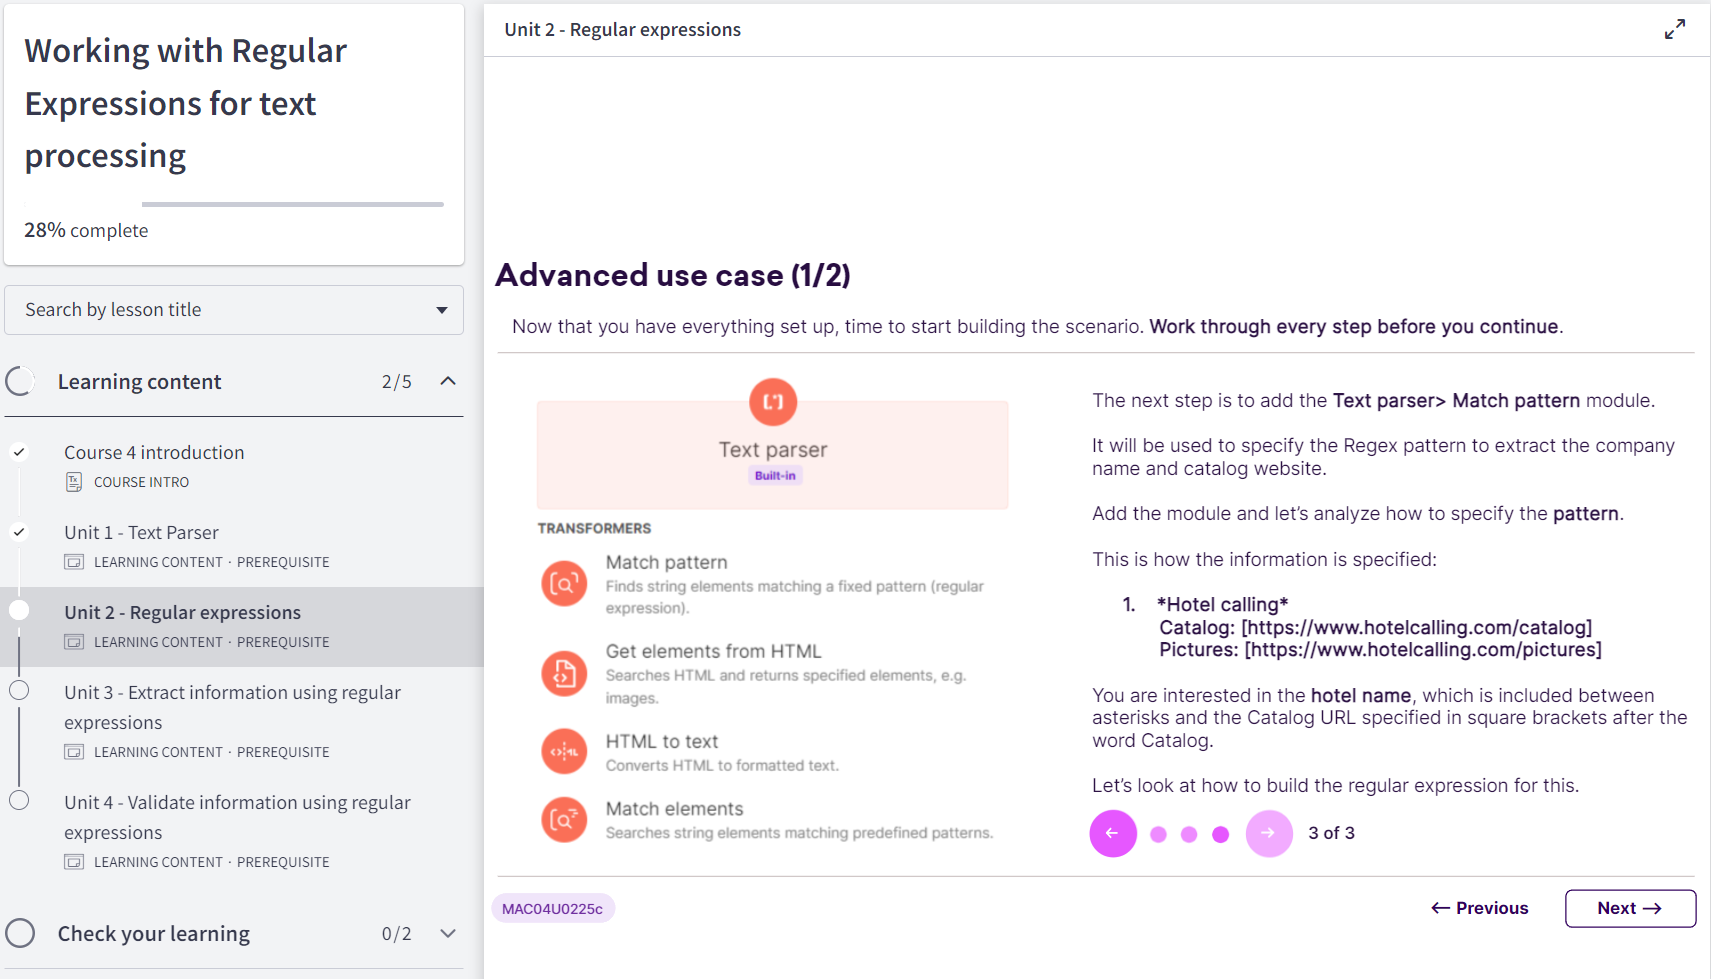 Working with Regular
Expressions for text
processing
28% complete
Search by lesson title
Learning content 2/5
Course 4 introduction
COURSE INTRO
Unit 1 - Text Parser
LEARNING CONTENT · PREREQUISITE
Unit 2 - Regular expressions
LEARNING CONTENT · PREREQUISITE
Unit 3 - Extract information using regular
expressions
LEARNING CONTENT · PREREQUISITE
Unit 4 - Validate information using regular
expressions
LEARNING CONTENT · PREREQUISITE
Check your learning 0/2
Unit 2 - Regular expressions
Advanced use case (1/2)
Now that you have everything set up, time to start building the scenario. Work through every step before you continue.
Text parser
Built-in
TRANSFORMERS
Match pattern
Finds string elements matching a fixed pattern (regular
expression).
Get elements from HTML
Searches HTML and returns specified elements, e.g.
images.
HTML to text
Converts HTML to formatted text.
Match elements
Searches string elements matching predefined patterns.
The next step is to add the Text parser> Match pattern module.
It will be used to specify the Regex pattern to extract the company
name and catalog website.
Add the module and let's analyze how to specify the pattern.
This is how the information is specified:
1. *Hotel calling*
Catalog: [https://www.hotelcalling.com/catalog]
Pictures: [https://www.hotelcalling.com/pictures]
You are interested in the hotel name, which is included between
asterisks and the Catalog URL specified in square brackets after the
word Catalog.
Let's look at how to build the regular expression for this.
3 of 3
MAC04U0225c
← Previous
Next →